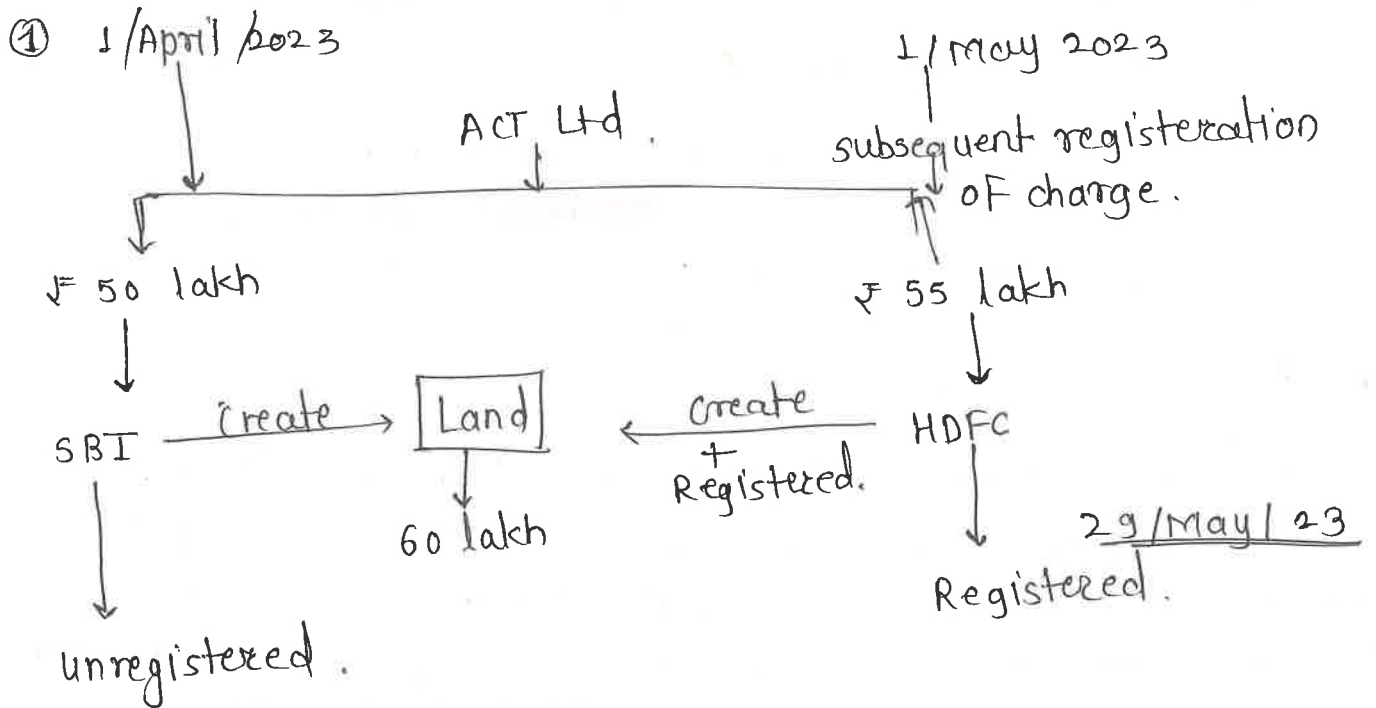 ① 1/April/2023
1/May 2023
ACT Ltd.
subsequent registeration
of charge.
₹ 50 lakh
₹ 55 lakh
SBI
create
Land
create
+
Registered.
HDFC
60 lakh
29/May/23
Registered.
unregistered.